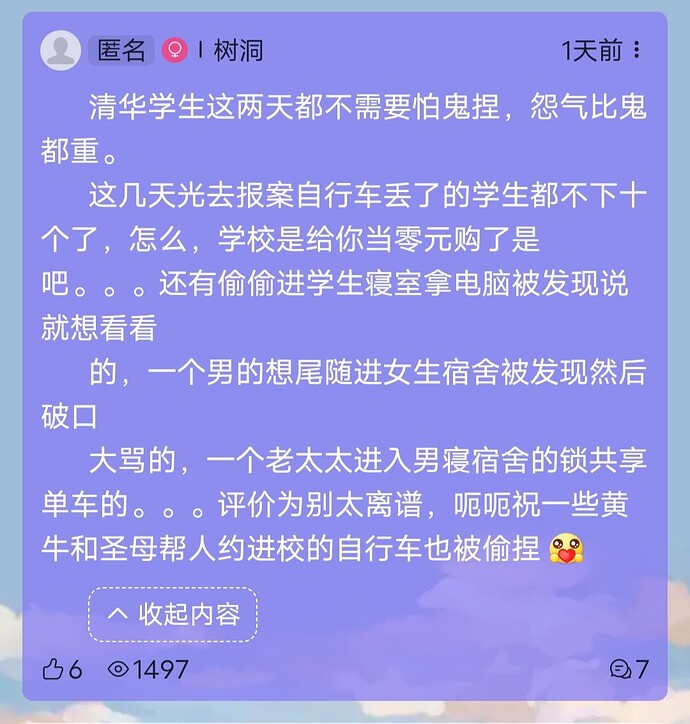 匿名 | 树洞 1天前
清华学生这两天都不需要怕鬼捏，怨气比鬼
都重。
这几天光去报案自行车丢了的学生都不下十
个了，怎么，学校是给你当零元购了是
吧。。。还有偷偷进学生寝室拿电脑被发现说
就想看看
的，一个男的想尾随进女生宿舍被发现然后
破口
大骂的，一个老太太进入男寝宿舍的锁共享
单车的。。。评价为别太离谱，呃呃祝一些黄
牛和圣母帮人约进校的自行车也被偷捏🥰
收起内容
6 1497 7